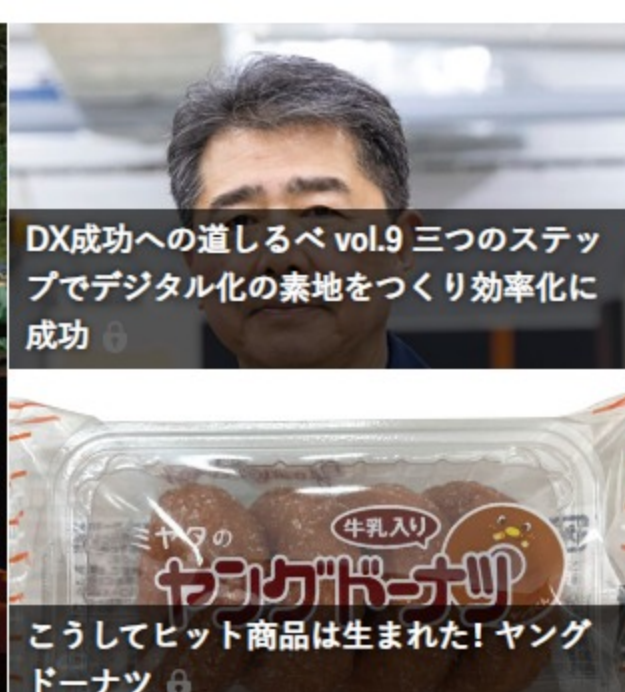 DX成功への道しるべ vol.9 三つのステッ
プでデジタル化の素地をつくり効率化に
成功
ミヤタの
牛乳入り
ヤングドーナツ
こうしてヒット商品は生まれた! ヤング
ドーナツ